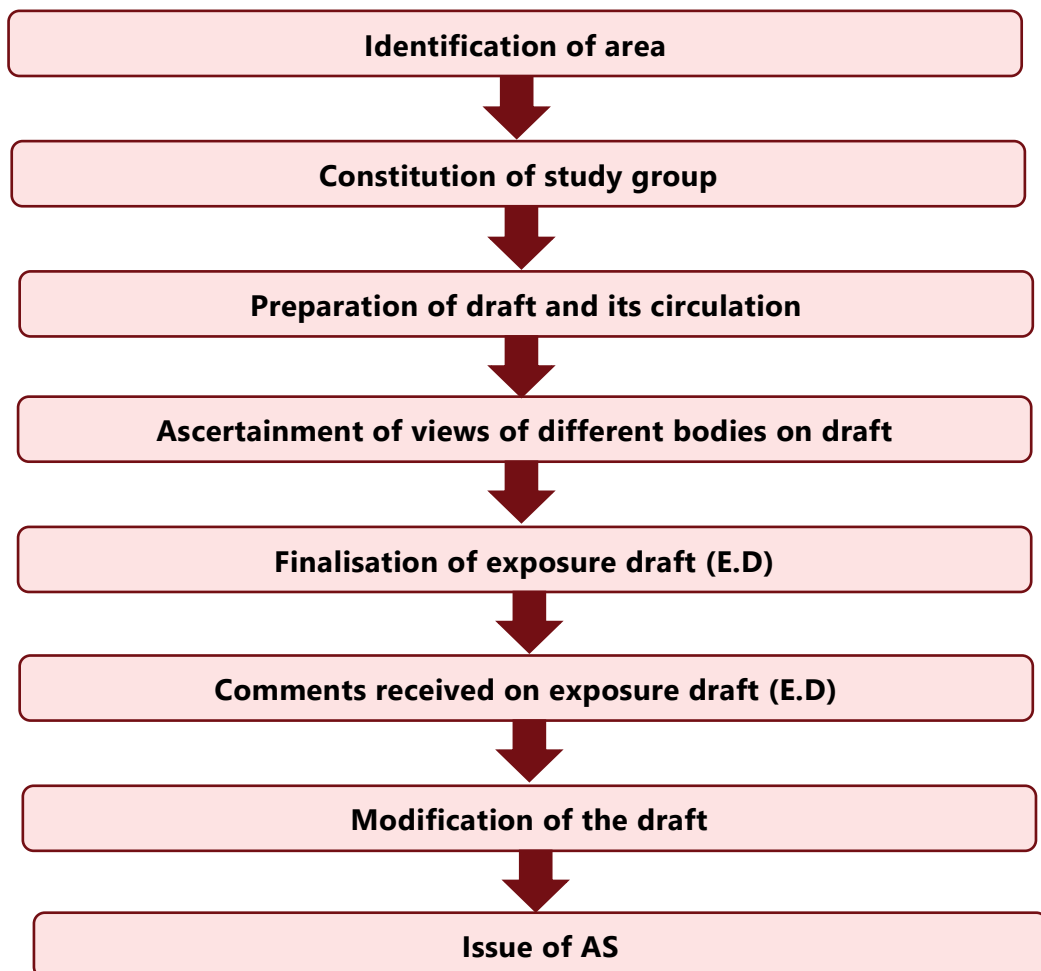 Identification of area
Constitution of study group
Preparation of draft and its circulation
Ascertainment of views of different bodies on draft
Finalisation of exposure draft (E.D)
Comments received on exposure draft (E.D)
Modification of the draft
Issue of AS